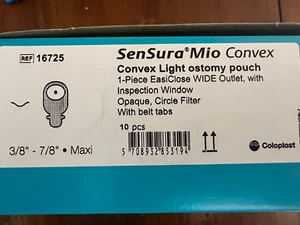 REF 16725
SenSura® Mio Convex
Convex Light ostomy pouch
1-Piece EasiClose WIDE Outlet, with
Inspection Window
Opaque, Circle Filter
With belt tabs
10 pcs
5 708932 853194
3/8" - 7/8" • Maxi
Coloplast